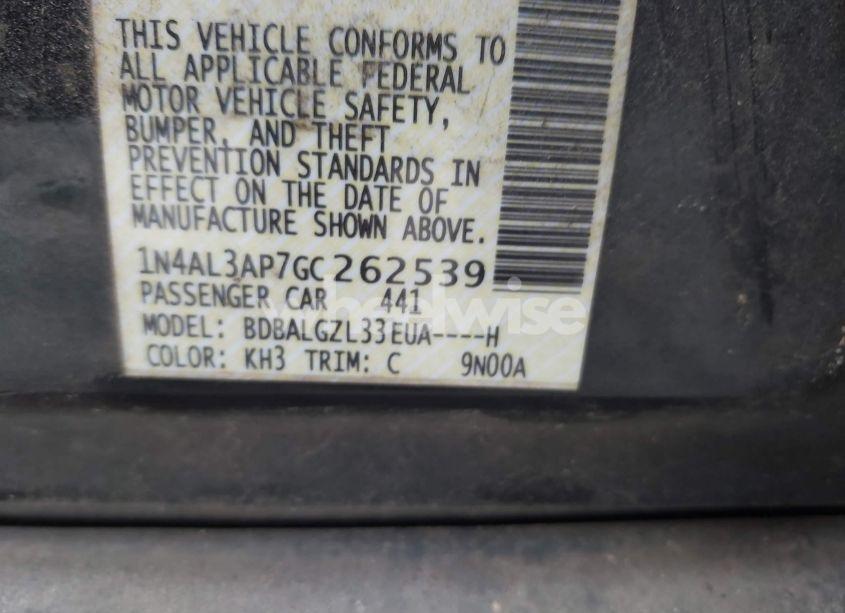 THIS VEHICLE CONFORMS TO
ALL APPLICABLE FEDERAL
MOTOR VEHICLE SAFETY,
BUMPER, AND THEFT
PREVENTION STANDARDS IN
EFFECT ON THE DATE OF
MANUFACTURE SHOWN ABOVE.
1N4AL3AP7GC262539
PASSENGER CAR 441
MODEL: BDBALGZL33EUA----H
COLOR: KH3 TRIM: C 9N00A
wheelwise